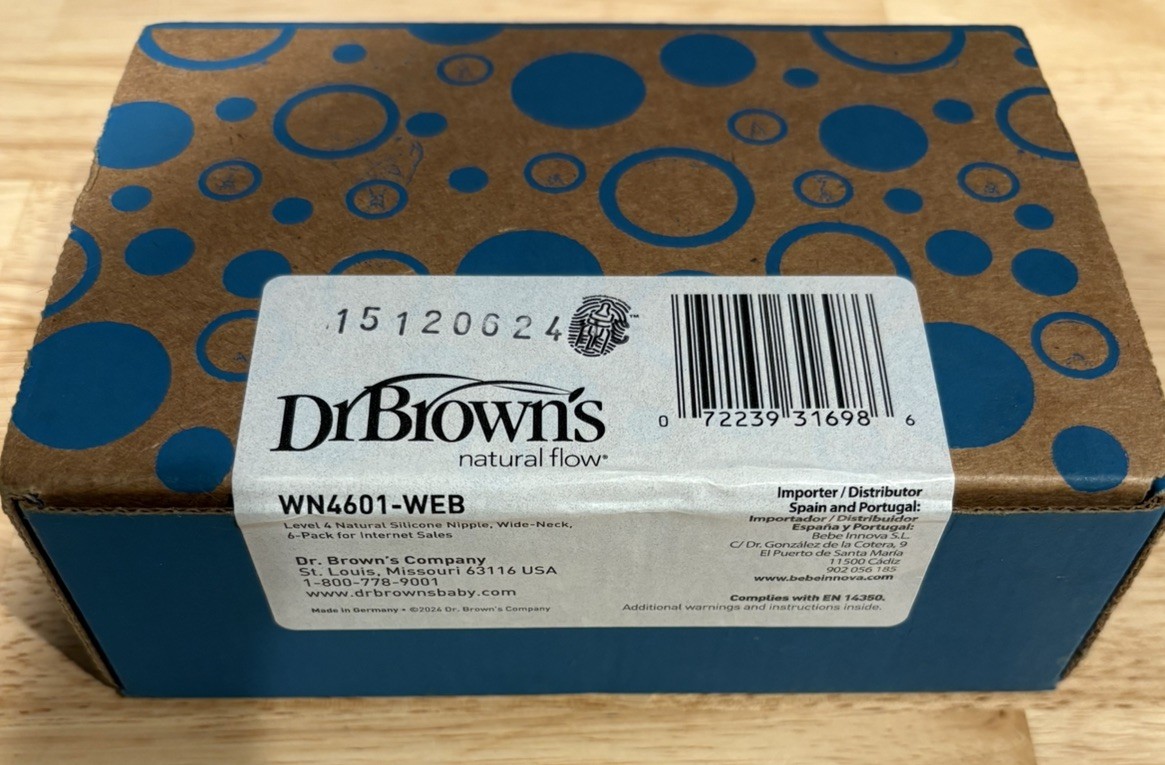 15120624
™
Dr Brown's
natural flow®
0 72239 31698 6
WN4601-WEB
Level 4 Natural Silicone Nipple, Wide-Neck,
6-Pack for Internet Sales
Dr. Brown's Company
St. Louis, Missouri 63116 USA
1-800-778-9001
www.drbrownsbaby.com
Made in Germany • ©2024 Dr. Brown's Company
Importer / Distributor
Spain and Portugal:
Importador / Distribuidor
España y Portugal:
Bebe Innova S.L.
C/ Dr. González de la Cotera, 9
El Puerto de Santa María
11500 Cádiz
902 056 185
www.bebeinnova.com
Complies with EN 14350.
Additional warnings and instructions inside.